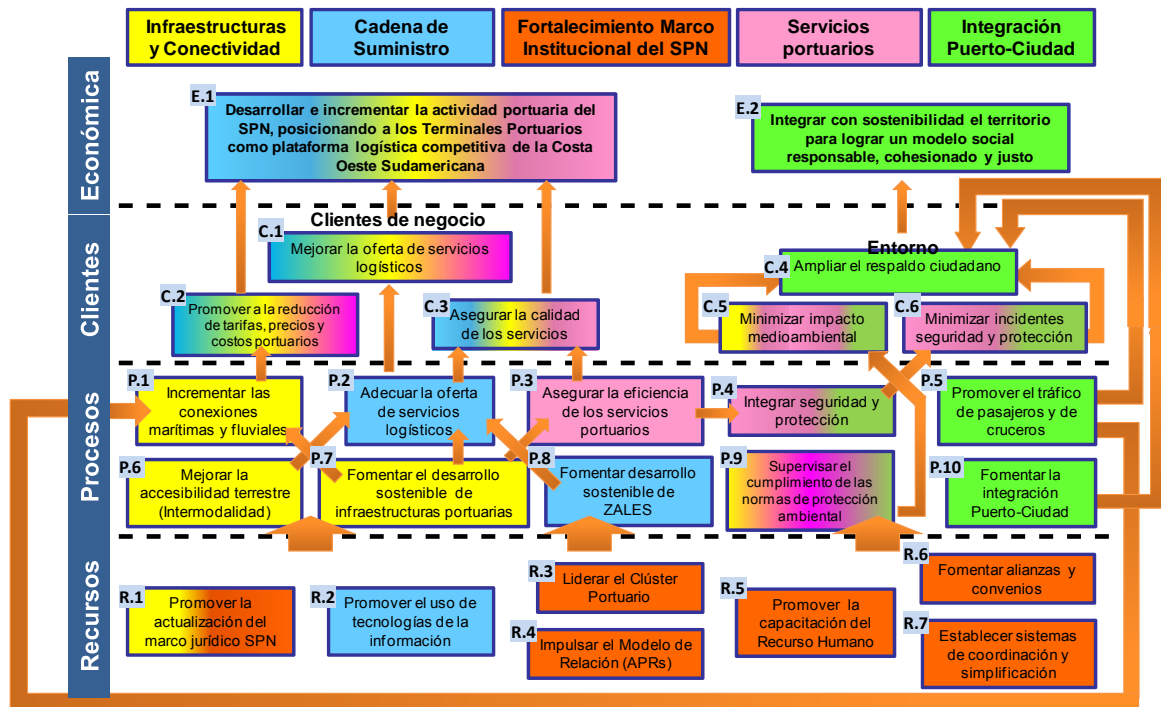 Infraestructuras
y Conectividad
Cadena de
Suministro
Fortalecimiento Marco
Institucional del SPN
Servicios
portuarios
Integración
Puerto-Ciudad
Económica
E.1
Desarrollar e incrementar la actividad portuaria del
SPN, posicionando a los Terminales Portuarios
como plataforma logística competitiva de la Costa
Oeste Sudamericana
E.2
Integrar con sostenibilidad el territorio
para lograr un modelo social
responsable, cohesionado y justo
Clientes
Clientes de negocio
C.1
Mejorar la oferta de servicios
logísticos
Entorno
C.4
Ampliar el respaldo ciudadano
C.2
Promover a la reducción
de tarifas, precios y
costos portuarios
C.3
Asegurar la calidad
de los servicios
C.5
Minimizar impacto
medioambiental
C.6
Minimizar incidentes
seguridad y protección
Procesos
P.1
Incrementar las
conexiones
marítimas y fluviales
P.2
Adecuar la oferta
de servicios
logísticos
P.3
Asegurar la eficiencia
de los servicios
portuarios
P.4
Integrar seguridad y
protección
P.5
Promover el tráfico
de pasajeros y de
cruceros
P.6
Mejorar la
accesibilidad terrestre
(Intermodalidad)
P.7
Fomentar el desarrollo
sostenible de
infraestructuras portuarias
P.8
Fomentar desarrollo
sostenible de
ZALES
P.9
Supervisar el
cumplimiento de las
normas de protección
ambiental
P.10
Fomentar la
integración
Puerto-Ciudad
Recursos
R.1
Promover la
actualización del
marco jurídico SPN
R.2
Promover el uso de
tecnologías de la
información
R.3
Liderar el Clúster
Portuario
R.4
Impulsar el Modelo de
Relación (APRs)
R.5
Promover la
capacitación del
Recurso Humano
R.6
Fomentar alianzas y
convenios
R.7
Establecer sistemas
de coordinación y
simplificación